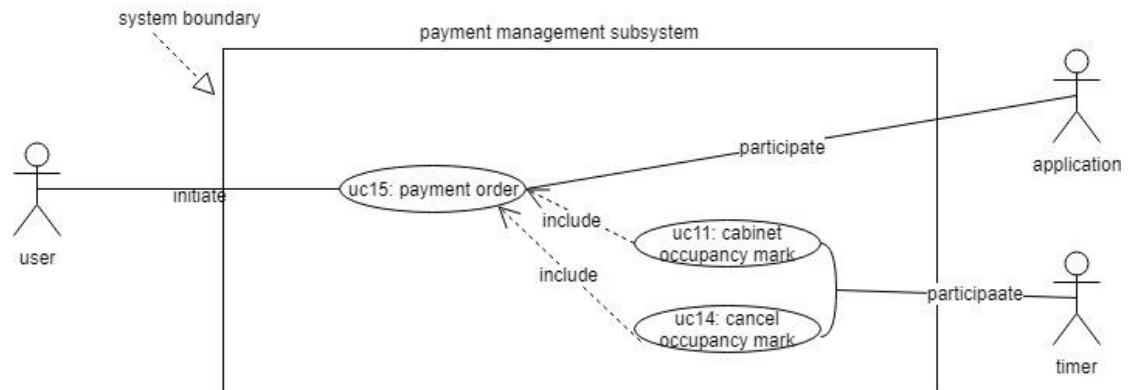 system boundary
payment management subsystem
participate
application
uc15: payment order
initiate
user
include
uc11: cabinet
occupancy mark
include
participaate
uc14: cancel
occupancy mark
timer